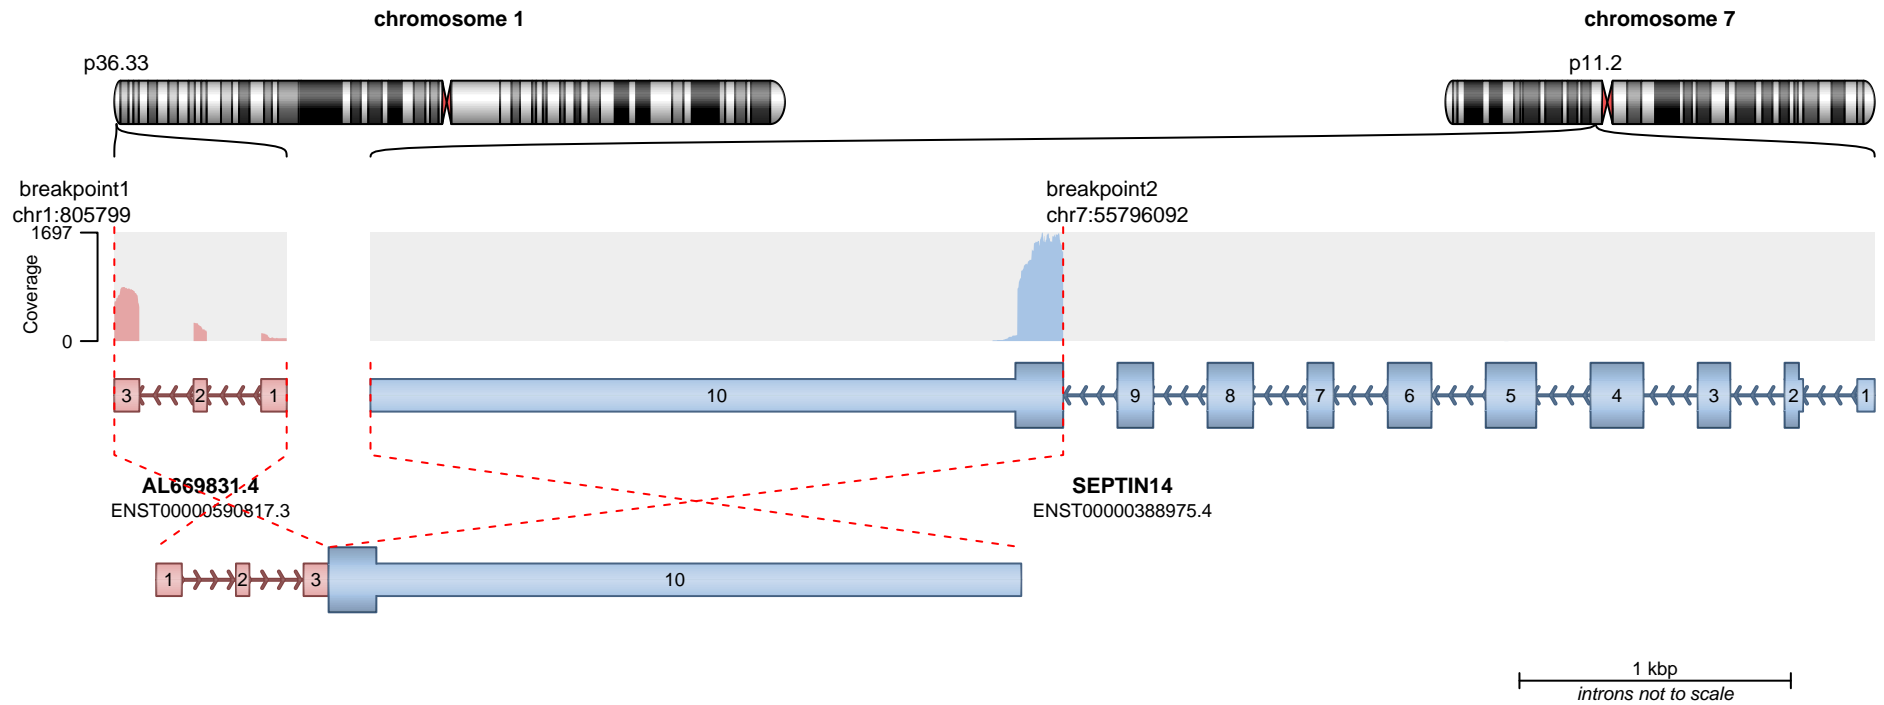 chromosome 1
chromosome 7
p36.33
p11.2
breakpoint1
chr1:805799
breakpoint2
chr7:55796092
1697
Coverage
0
3 2 1
10 9 8 7 6 5 4 3 2 1
AL669831.4
ENST00000590817.3
SEPTIN14
ENST00000388975.4
1 2 3 10
1 kbp
introns not to scale